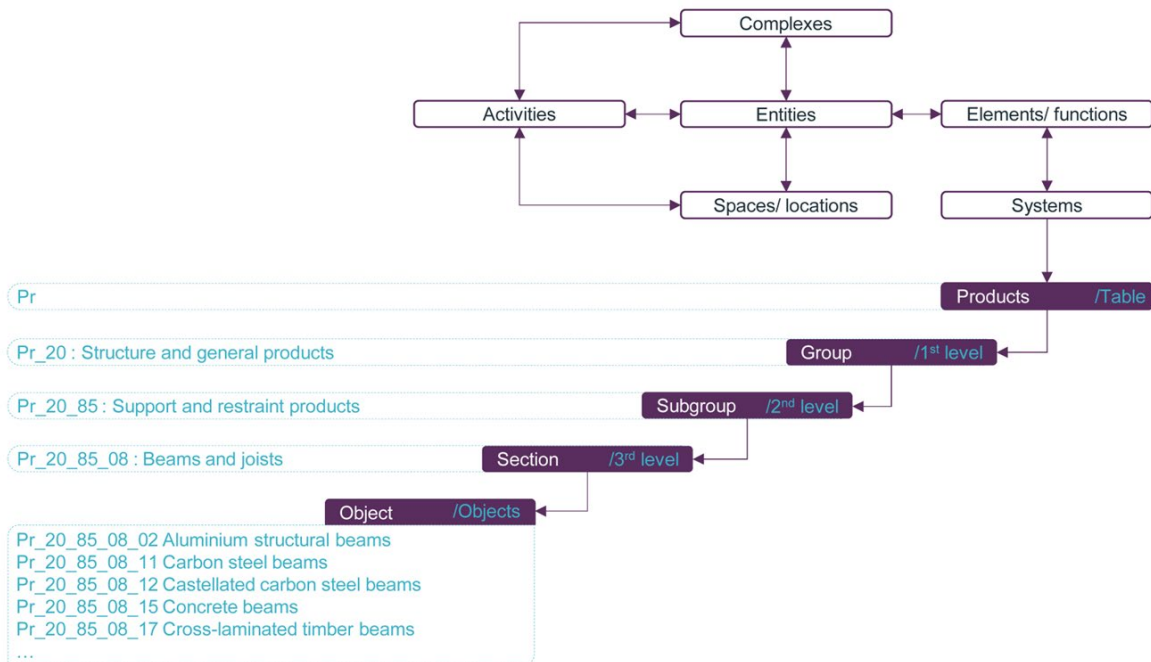 Complexes
Activities
Entities
Elements/ functions
Spaces/ locations
Systems
Pr
Products /Table
Pr_20 : Structure and general products
Group /1st level
Pr_20_85 : Support and restraint products
Subgroup /2nd level
Pr_20_85_08 : Beams and joists
Section /3rd level
Object /Objects
Pr_20_85_08_02 Aluminium structural beams
Pr_20_85_08_11 Carbon steel beams
Pr_20_85_08_12 Castellated carbon steel beams
Pr_20_85_08_15 Concrete beams
Pr_20_85_08_17 Cross-laminated timber beams
...